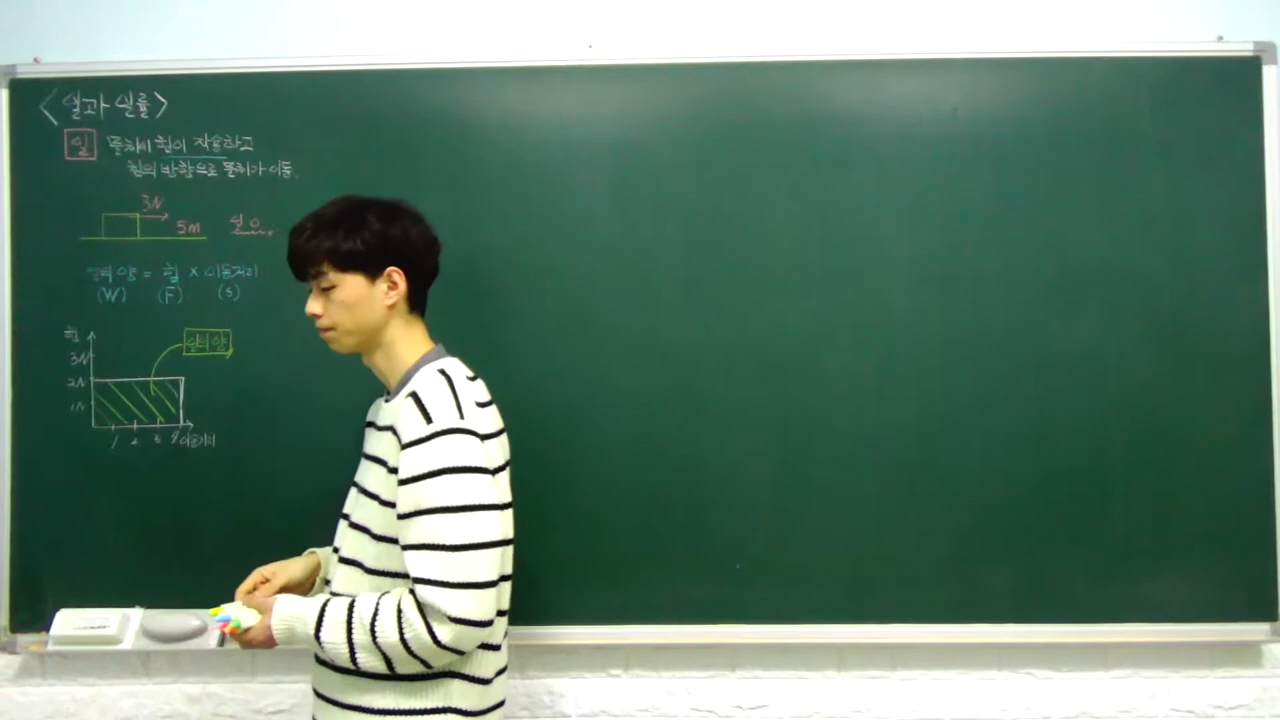 <일과 일률>
일 물체에 힘이 작용하고
힘의 방향으로 물체가 이동.
3N
5m 일 O
일의 양 = 힘 × 이동거리
(W) (F) (s)
힘
일의 양
3N
2N
1N
1 2 3 4 이동거리